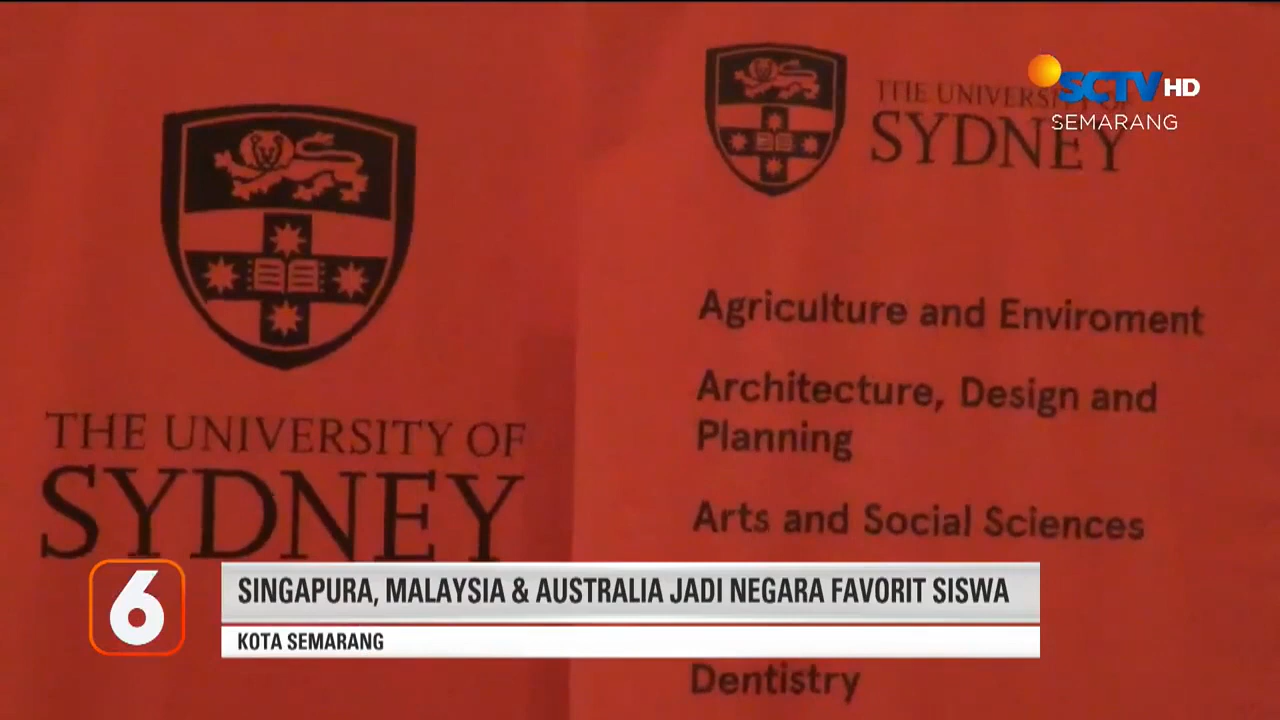 THE UNIVERSITY OF
SYDNEY
THE UNIVERSITY OF
SYDNEY
SCTV HD
SEMARANG
Agriculture and Enviroment
Architecture, Design and
Planning
Arts and Social Sciences
Dentistry
6
SINGAPURA, MALAYSIA & AUSTRALIA JADI NEGARA FAVORIT SISWA
KOTA SEMARANG